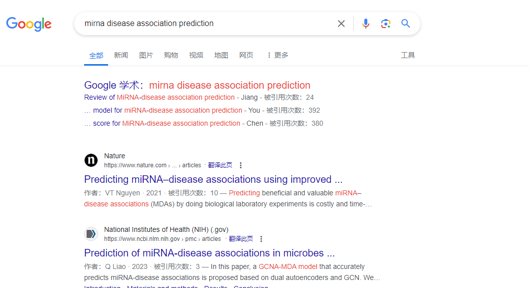 Google
mirna disease association prediction
全部
新闻
图片
购物
视频
地图
网页
更多
工具
Google 学术：mirna disease association prediction
Review of MiRNA-disease association prediction - Jiang - 被引用次数：24
... model for miRNA-disease association prediction - You - 被引用次数：392
... score for MiRNA-disease association prediction - Chen - 被引用次数：380
Nature
https://www.nature.com › ... › articles · 翻译此页
Predicting miRNA–disease associations using improved ...
作者：VT Nguyen · 2021 · 被引用次数：10 — Predicting beneficial and valuable miRNA–
disease associations (MDAs) by doing biological laboratory experiments is costly and time-...
National Institutes of Health (NIH) (.gov)
https://www.ncbi.nlm.nih.gov › pmc › articles · 翻译此页
Prediction of miRNA-disease associations in microbes ...
作者：Q Liao · 2023 · 被引用次数：3 — In this paper, a GCNA-MDA model that accurately
predicts miRNA-disease associations is proposed based on dual autoencoders and GCN. We...
Introduction · Materials and methods · Results · Conclusion